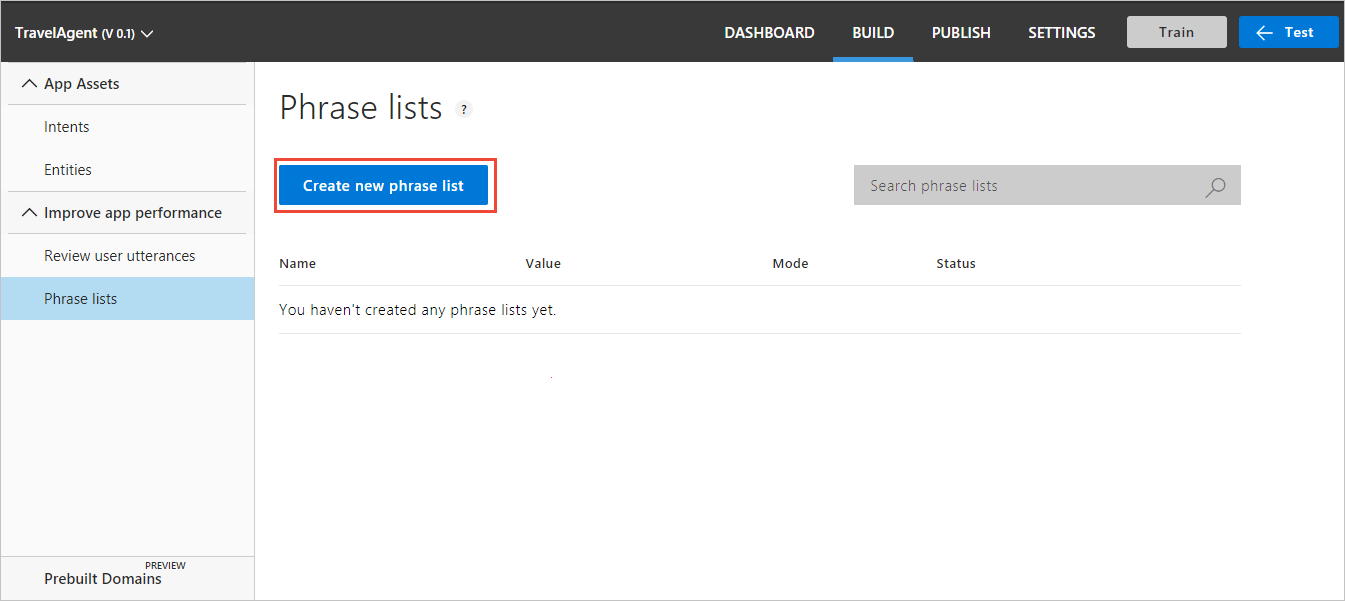 TravelAgent (V 0.1)
DASHBOARD BUILD PUBLISH SETTINGS Train Test
App Assets
Intents
Entities
Improve app performance
Review user utterances
Phrase lists
PREVIEW
Prebuilt Domains
Phrase lists ?
Create new phrase list
Search phrase lists
Name Value Mode Status
You haven't created any phrase lists yet.